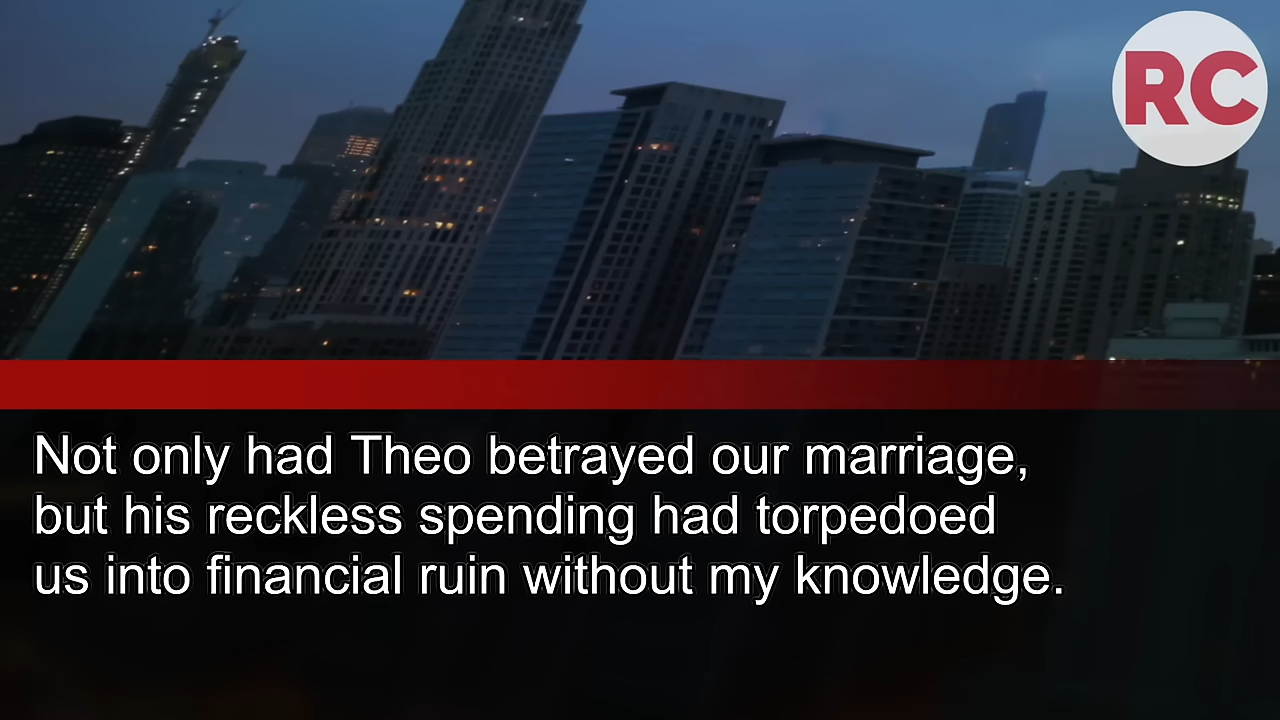 RC
Not only had Theo betrayed our marriage,
but his reckless spending had torpedoed
us into financial ruin without my knowledge.